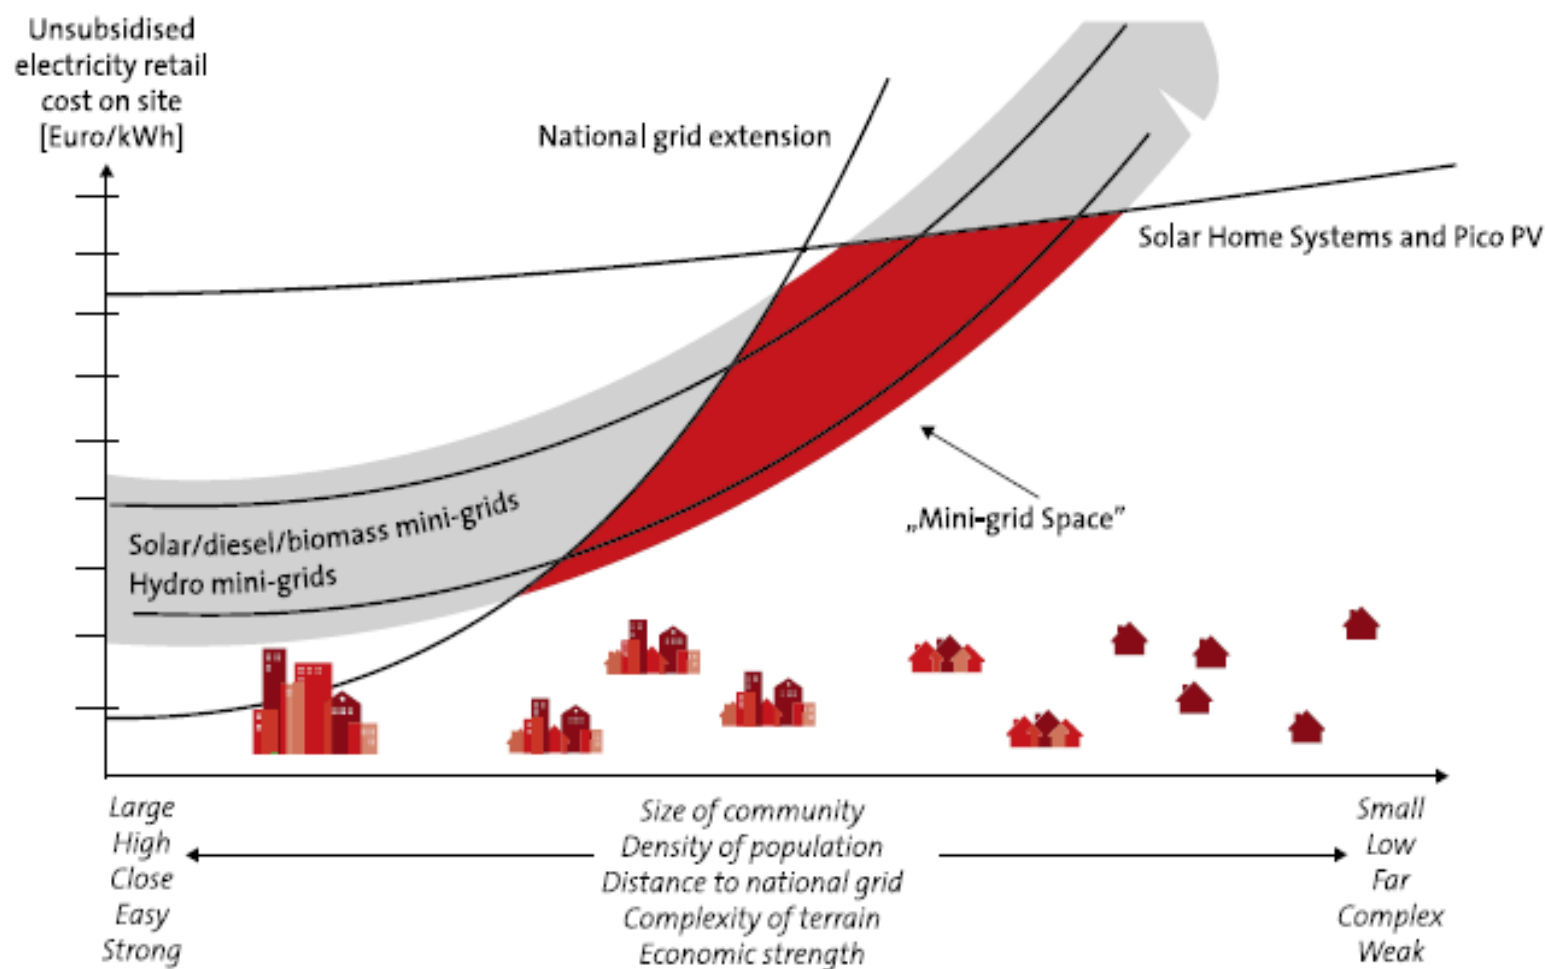 Unsubsidised
electricity retail
cost on site
[Euro/kWh]
National grid extension
Solar Home Systems and Pico PV
„Mini-grid Space”
Solar/diesel/biomass mini-grids
Hydro mini-grids
Large
High
Close
Easy
Strong
Size of community
Density of population
Distance to national grid
Complexity of terrain
Economic strength
Small
Low
Far
Complex
Weak